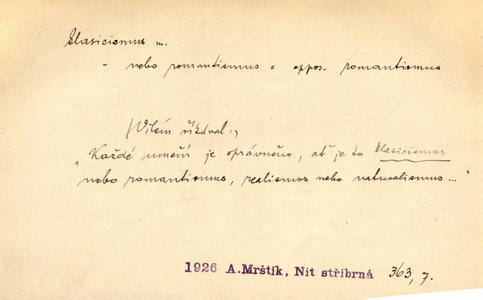 klasicismus m.
- nebo romantismus = oppos. romantismus
(Vilém říkával:)
„Každé umění je oprávněno, ať je to klasicismus
nebo romantismus, realismus nebo naturalismus..."
1926 A.Mrštík, Nit stříbrná 363, 7.